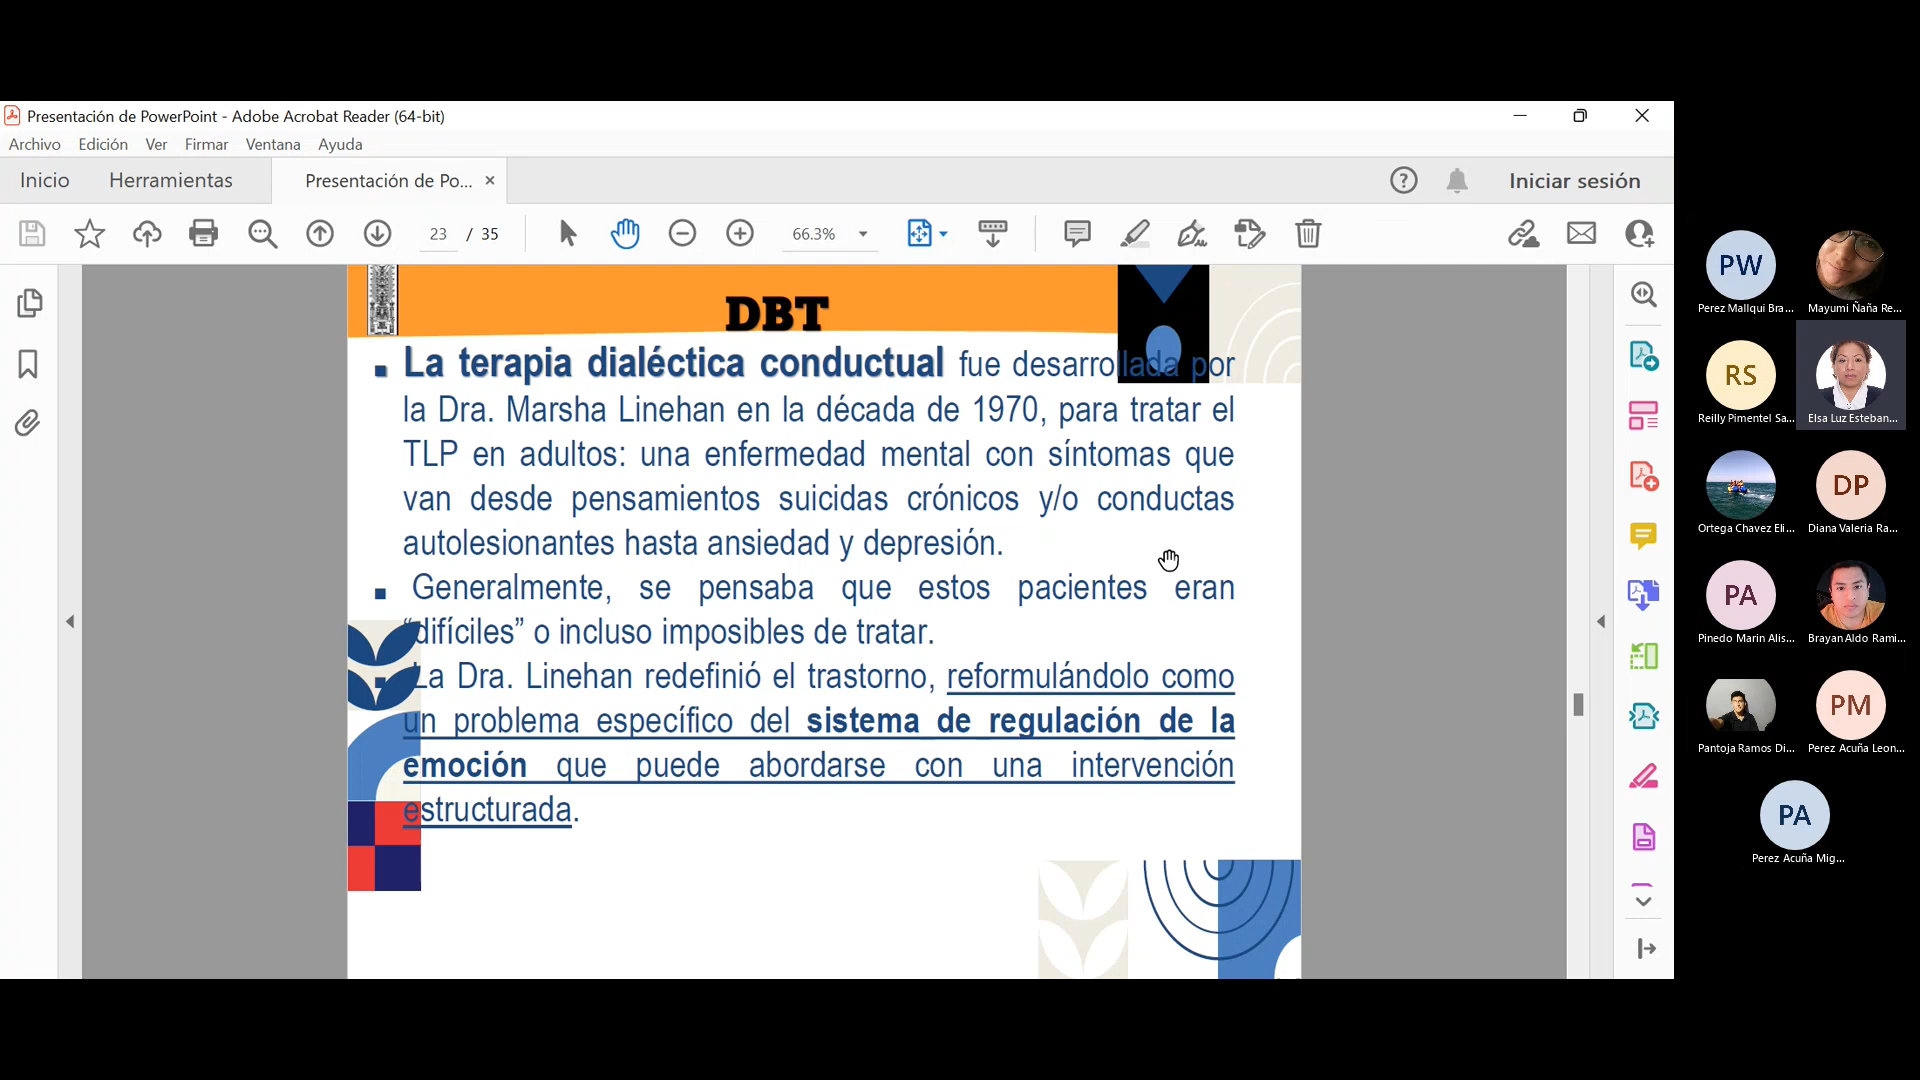 Presentación de PowerPoint - Adobe Acrobat Reader (64-bit)
Archivo Edición Ver Firmar Ventana Ayuda
Inicio Herramientas Presentación de Po... Iniciar sesión
23 / 35 66.3%
DBT
La terapia dialéctica conductual fue desarrollada por
la Dra. Marsha Linehan en la década de 1970, para tratar el
TLP en adultos: una enfermedad mental con síntomas que
van desde pensamientos suicidas crónicos y/o conductas
autolesionantes hasta ansiedad y depresión.
Generalmente, se pensaba que estos pacientes eran
“difíciles” o incluso imposibles de tratar.
La Dra. Linehan redefinió el trastorno, reformulándolo como
un problema específico del sistema de regulación de la
emoción que puede abordarse con una intervención
estructurada.
PW
Perez Mallqui Bra... Mayumi Ñaña Re...
RS
Reilly Pimentel Sa... Elsa Luz Esteban...
DP
Ortega Chavez Eli... Diana Valeria Ra...
PA
Pinedo Marin Alis... Brayan Aldo Rami...
PM
Pantoja Ramos Di... Perez Acuña Leon...
PA
Perez Acuña Mig...